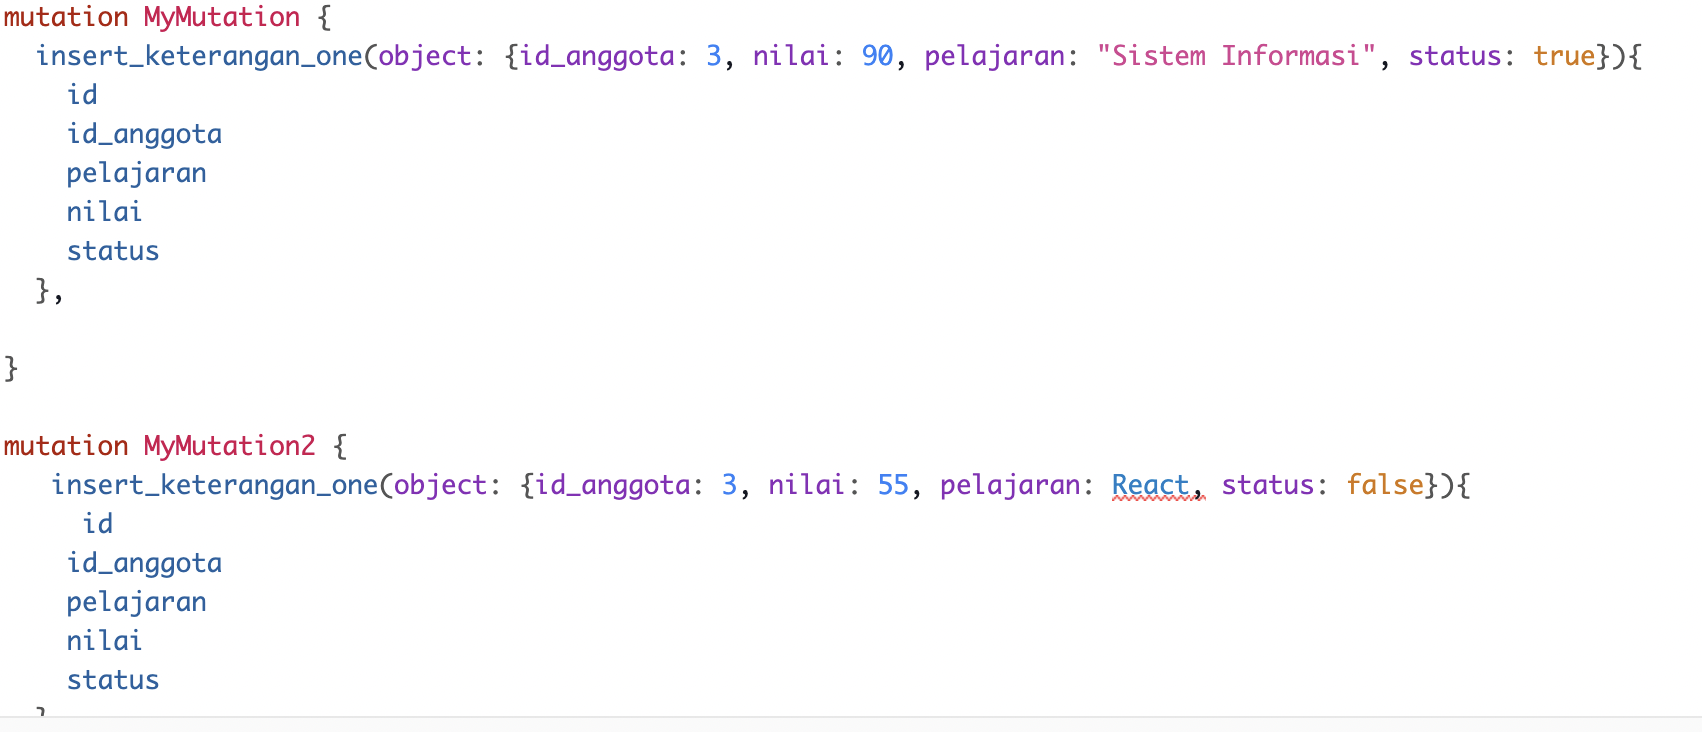 mutation MyMutation {
  insert_keterangan_one(object: {id_anggota: 3, nilai: 90, pelajaran: "Sistem Informasi", status: true}){
    id
    id_anggota
    pelajaran
    nilai
    status
  },
}
mutation MyMutation2 {
   insert_keterangan_one(object: {id_anggota: 3, nilai: 55, pelajaran: React, status: false}){
     id
    id_anggota
    pelajaran
    nilai
    status
  }